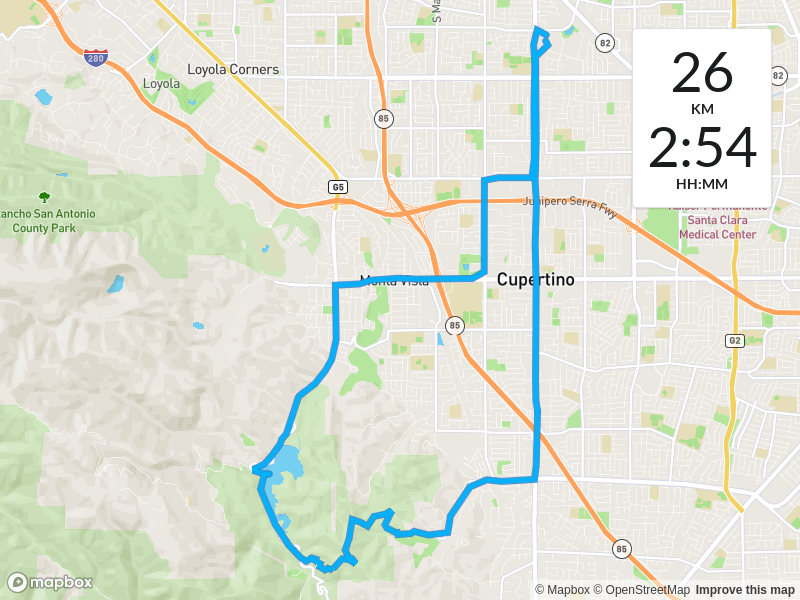 S Ma
82
280
Loyola Corners
Loyola
82
26
KM
2:54
HH:MM
85
G5
ancho San Antonio
County Park
Junipero Serra Fwy
Kaiser Permanente
Santa Clara
Medical Center
Monta Vista
Cupertino
85
G2
85
mapbox
© Mapbox © OpenStreetMap Improve this map